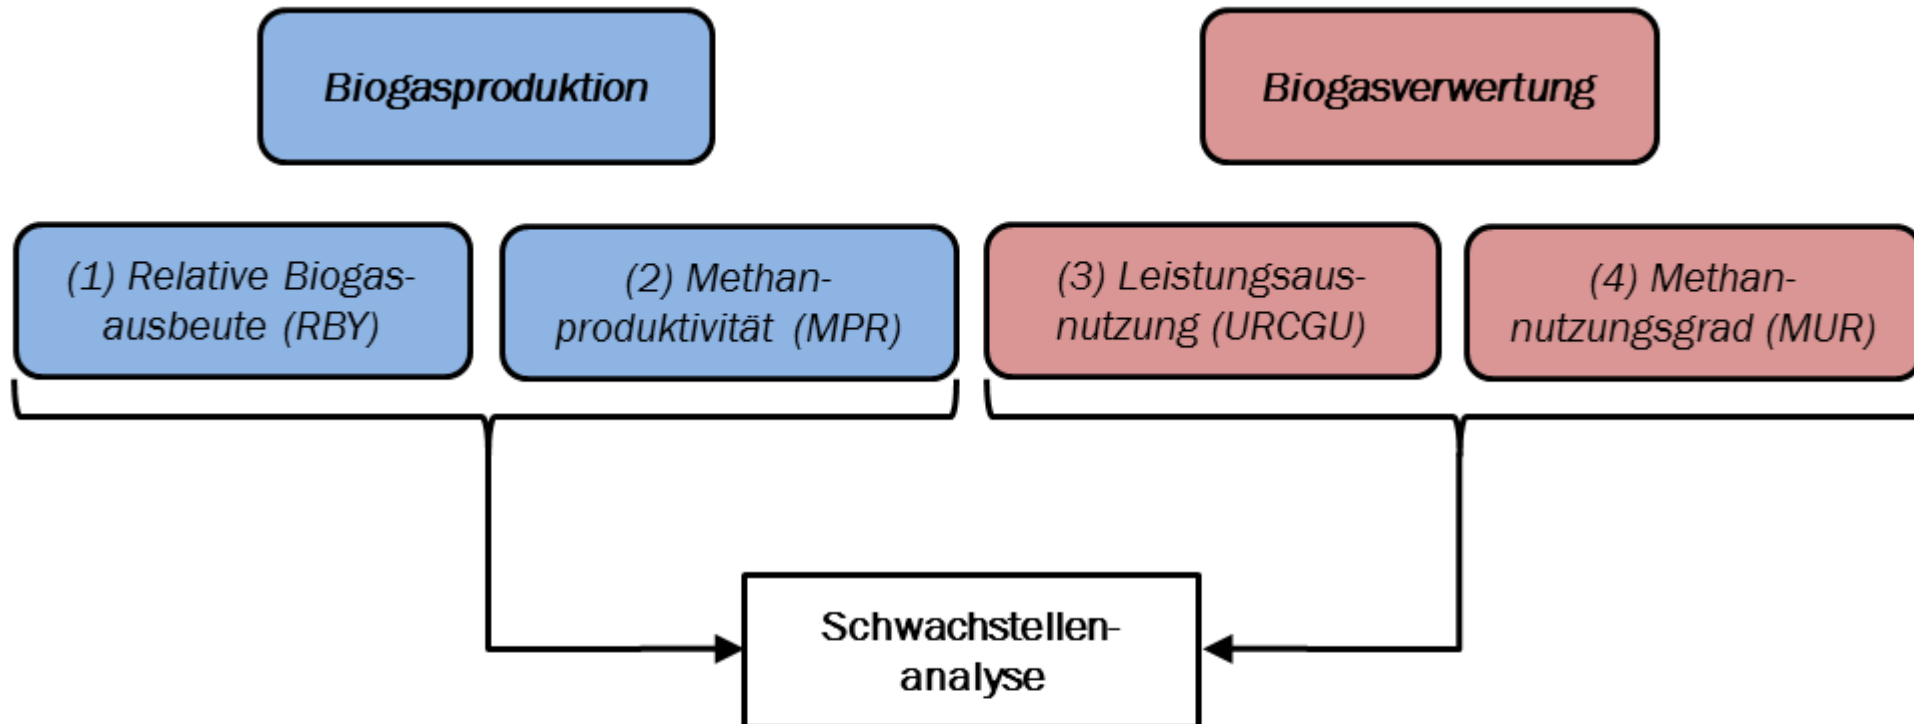 Biogasproduktion
Biogasverwertung
(1) Relative Biogas-
ausbeute (RBY)
(2) Methan-
produktivität (MPR)
(3) Leistungsaus-
nutzung (URCGU)
(4) Methan-
nutzungsgrad (MUR)
Schwachstellen-
analyse